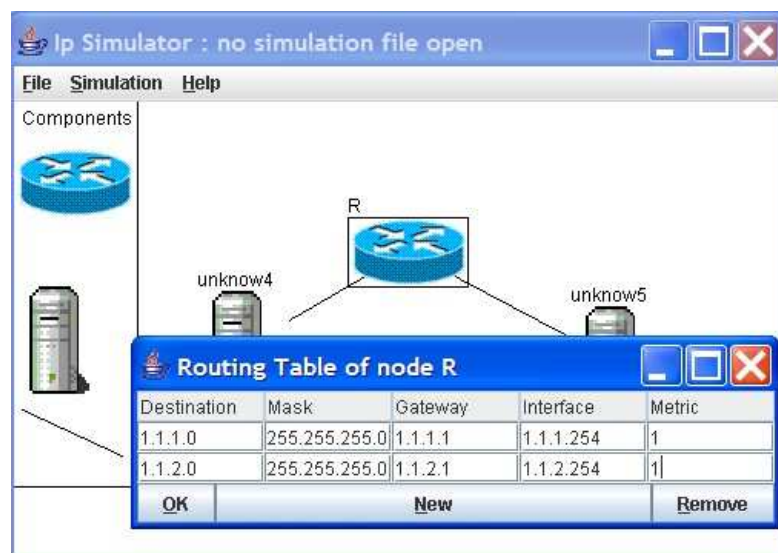 Ip Simulator : no simulation file open
File Simulation Help
Components
R
unknow4
unknow5
Routing Table of node R
Destination Mask Gateway Interface Metric
1.1.1.0 255.255.255.0 1.1.1.1 1.1.1.254 1
1.1.2.0 255.255.255.0 1.1.2.1 1.1.2.254 1
OK New Remove